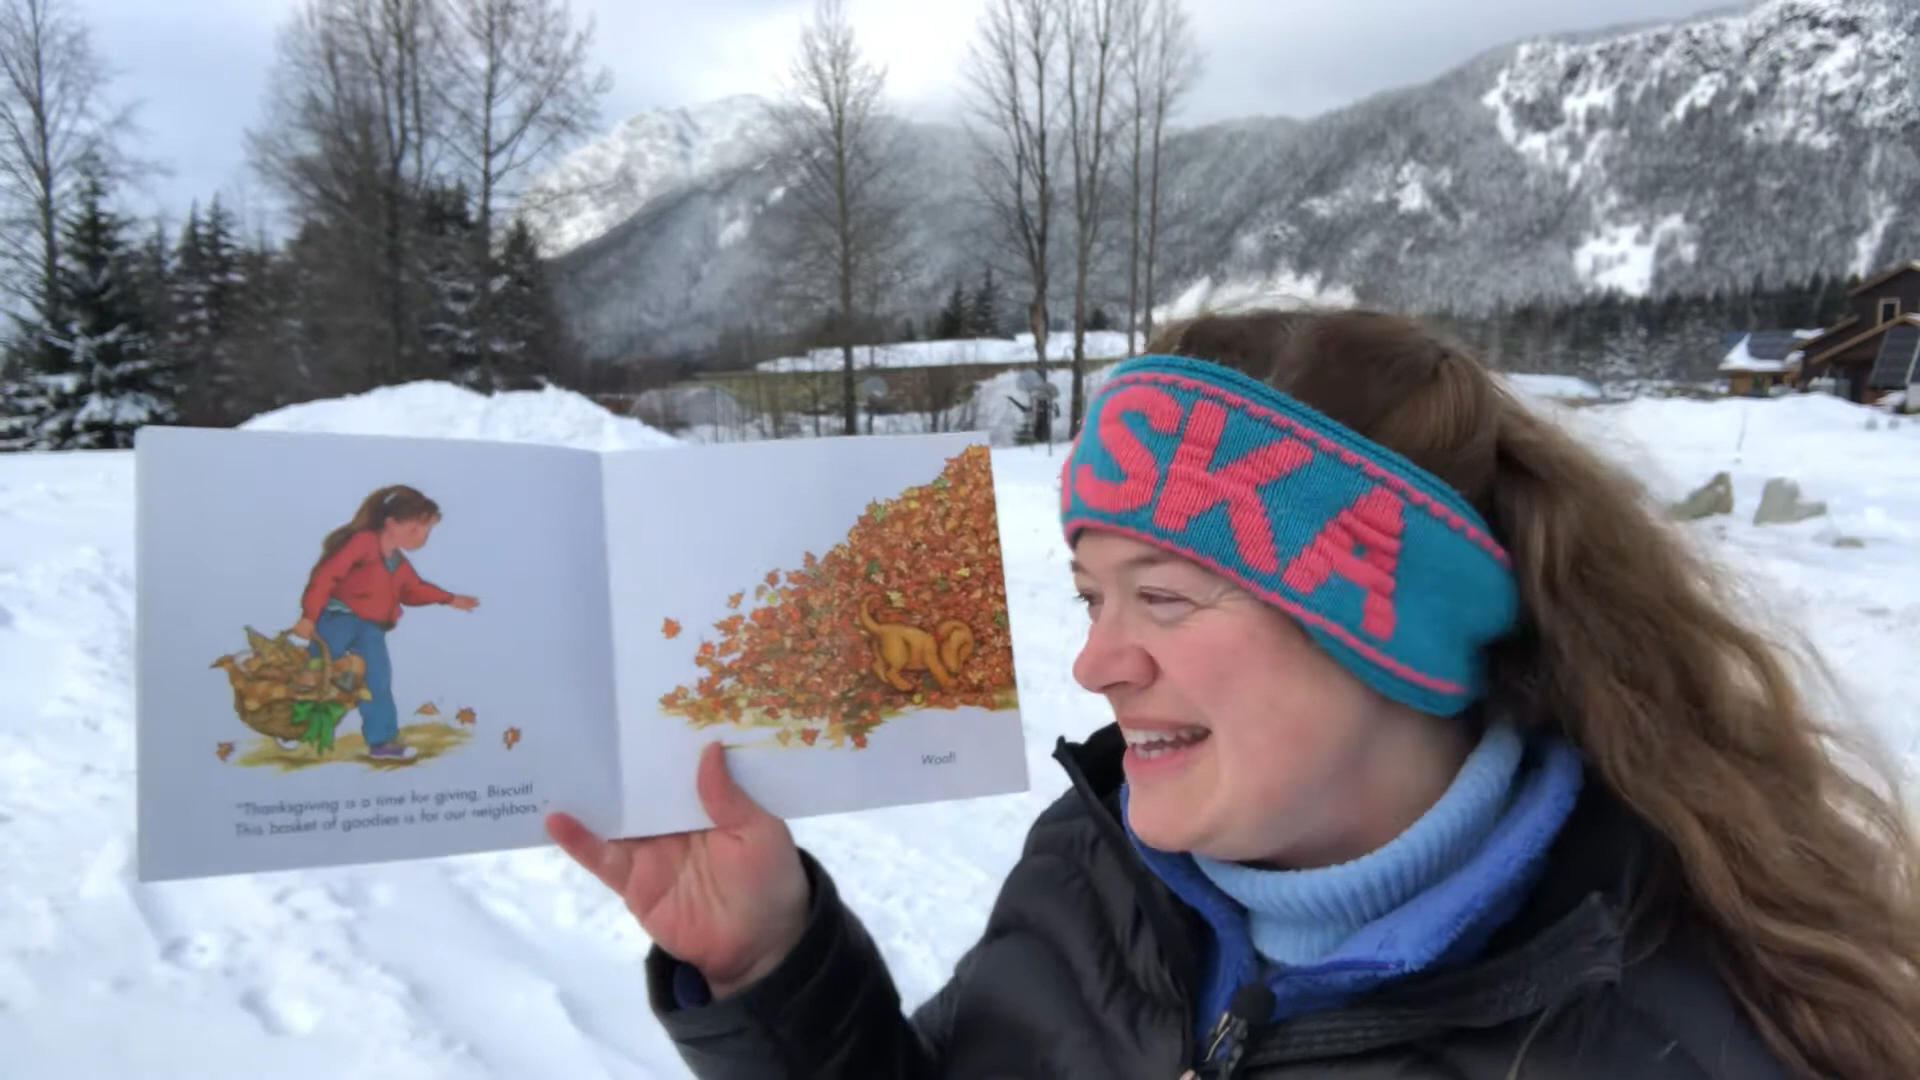 "Thanksgiving is a time for giving, Biscuit!
This basket of goodies is for our neighbors."
Woof!
SKA